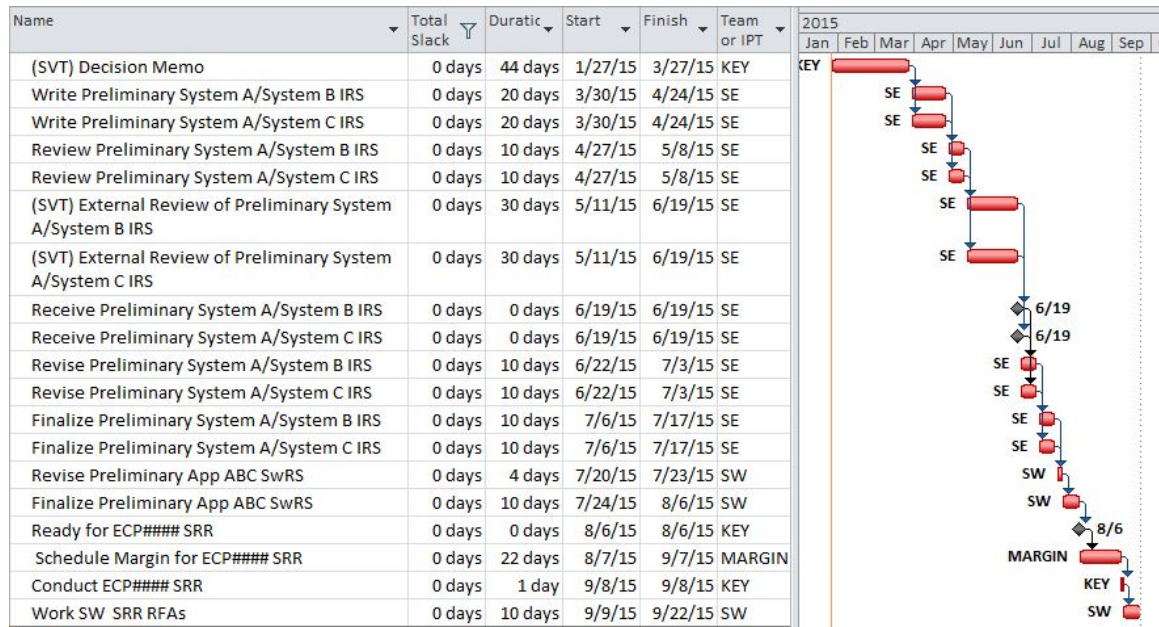 Name Total Slack Duratic Start Finish Team or IPT 2015
Jan Feb Mar Apr May Jun Jul Aug Sep
(SVT) Decision Memo 0 days 44 days 1/27/15 3/27/15 KEY KEY
Write Preliminary System A/System B IRS 0 days 20 days 3/30/15 4/24/15 SE SE
Write Preliminary System A/System C IRS 0 days 20 days 3/30/15 4/24/15 SE SE
Review Preliminary System A/System B IRS 0 days 10 days 4/27/15 5/8/15 SE SE
Review Preliminary System A/System C IRS 0 days 10 days 4/27/15 5/8/15 SE SE
(SVT) External Review of Preliminary System 0 days 30 days 5/11/15 6/19/15 SE SE
A/System B IRS
(SVT) External Review of Preliminary System 0 days 30 days 5/11/15 6/19/15 SE SE
A/System C IRS
Receive Preliminary System A/System B IRS 0 days 0 days 6/19/15 6/19/15 SE 6/19
Receive Preliminary System A/System C IRS 0 days 0 days 6/19/15 6/19/15 SE 6/19
Revise Preliminary System A/System B IRS 0 days 10 days 6/22/15 7/3/15 SE SE
Revise Preliminary System A/System C IRS 0 days 10 days 6/22/15 7/3/15 SE SE
Finalize Preliminary System A/System B IRS 0 days 10 days 7/6/15 7/17/15 SE SE
Finalize Preliminary System A/System C IRS 0 days 10 days 7/6/15 7/17/15 SE SE
Revise Preliminary App ABC SwRS 0 days 4 days 7/20/15 7/23/15 SW SW
Finalize Preliminary App ABC SwRS 0 days 10 days 7/24/15 8/6/15 SW SW
Ready for ECP#### SRR 0 days 0 days 8/6/15 8/6/15 KEY 8/6
Schedule Margin for ECP#### SRR 0 days 22 days 8/7/15 9/7/15 MARGIN MARGIN
Conduct ECP#### SRR 0 days 1 day 9/8/15 9/8/15 KEY KEY
Work SW SRR RFAs 0 days 10 days 9/9/15 9/22/15 SW SW